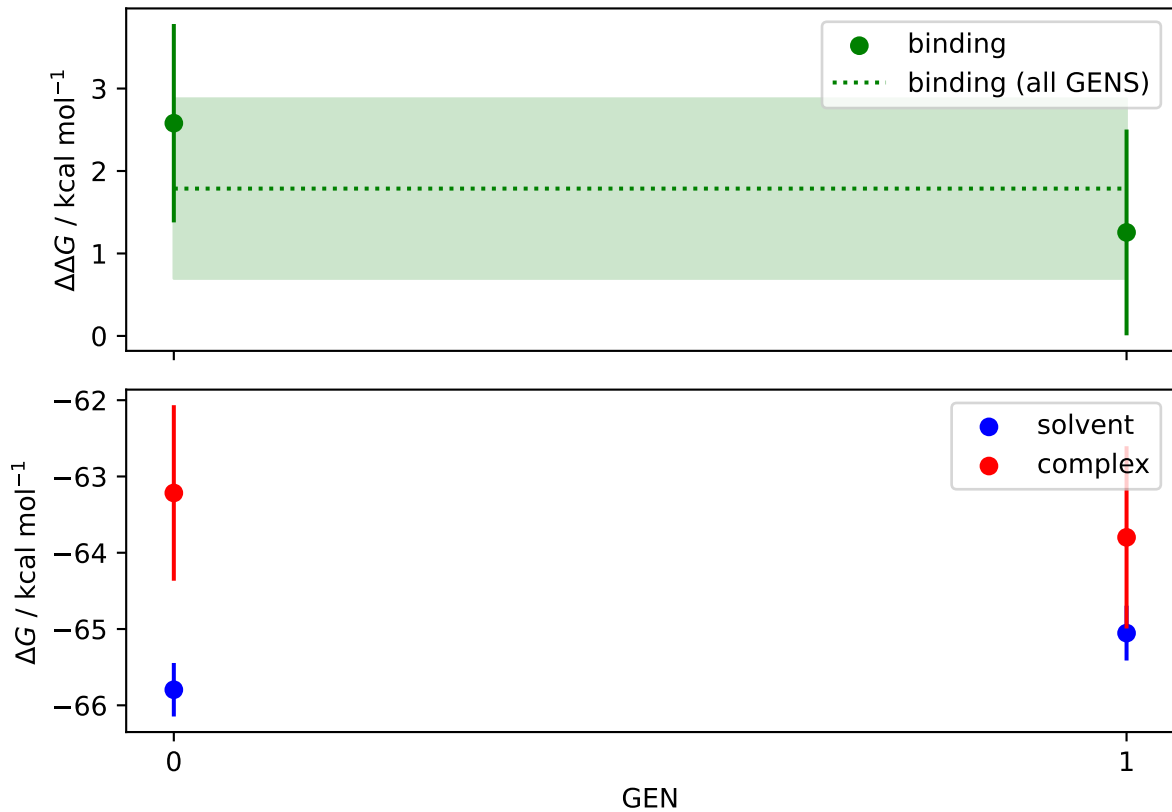 binding
binding (all GENS)
ΔΔG / kcal mol⁻¹
3
2
1
0
solvent
complex
ΔG / kcal mol⁻¹
−62
−63
−64
−65
−66
0 1
GEN